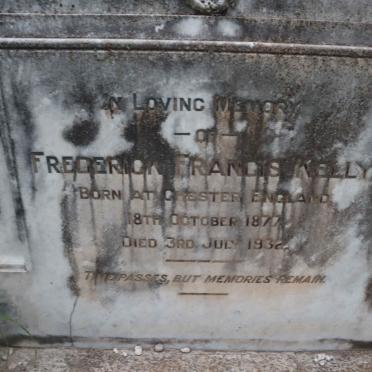 IN LOVING MEMORY
— OF —
FREDERICK FRANCIS KELLY
BORN AT CHESTER, ENGLAND
18TH OCTOBER 1877
DIED 3RD JULY 1932.
TIME PASSES, BUT MEMORIES REMAIN.